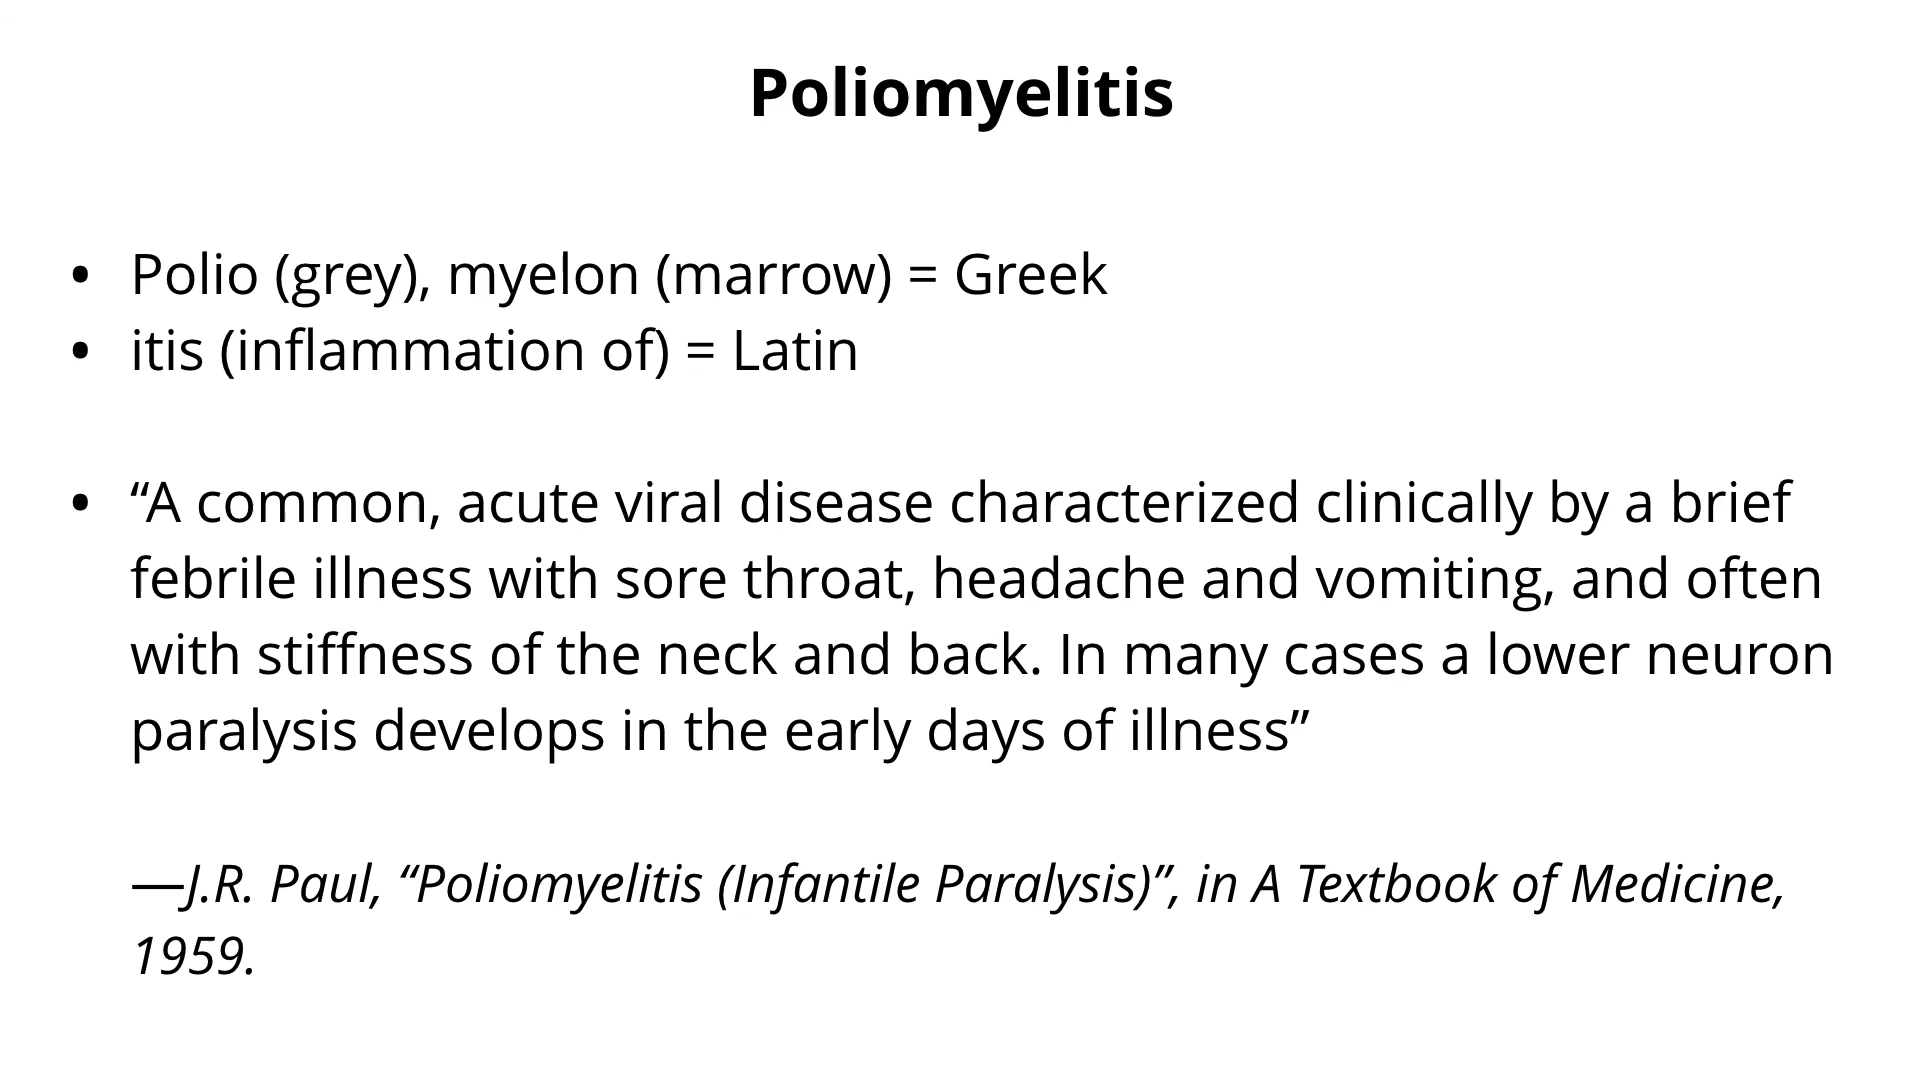 Poliomyelitis
• Polio (grey), myelon (marrow) = Greek
• itis (inflammation of) = Latin
• “A common, acute viral disease characterized clinically by a brief
febrile illness with sore throat, headache and vomiting, and often
with stiffness of the neck and back. In many cases a lower neuron
paralysis develops in the early days of illness”
—J.R. Paul, “Poliomyelitis (Infantile Paralysis)”, in A Textbook of Medicine,
1959.